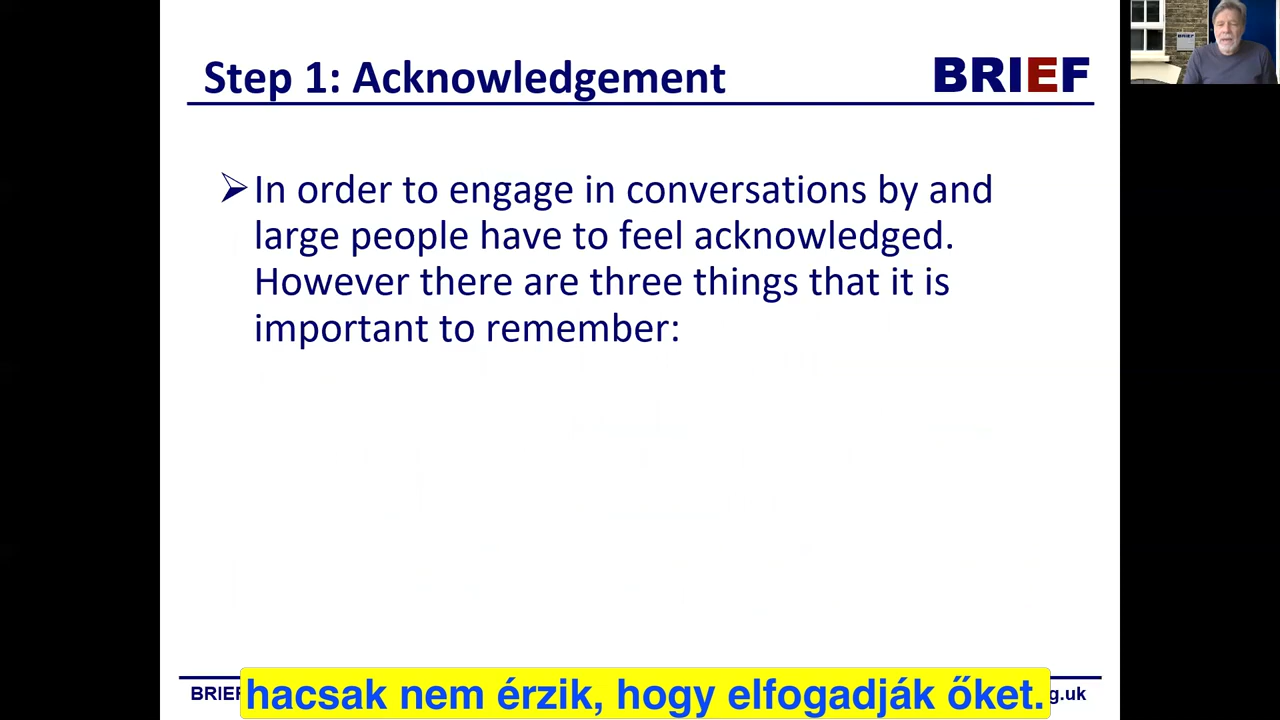 Step 1: Acknowledgement
BRIEF
BRIEF
In order to engage in conversations by and
large people have to feel acknowledged.
However there are three things that it is
important to remember:
BRIEF
g.uk
hacsak nem érzik, hogy elfogadják őket.